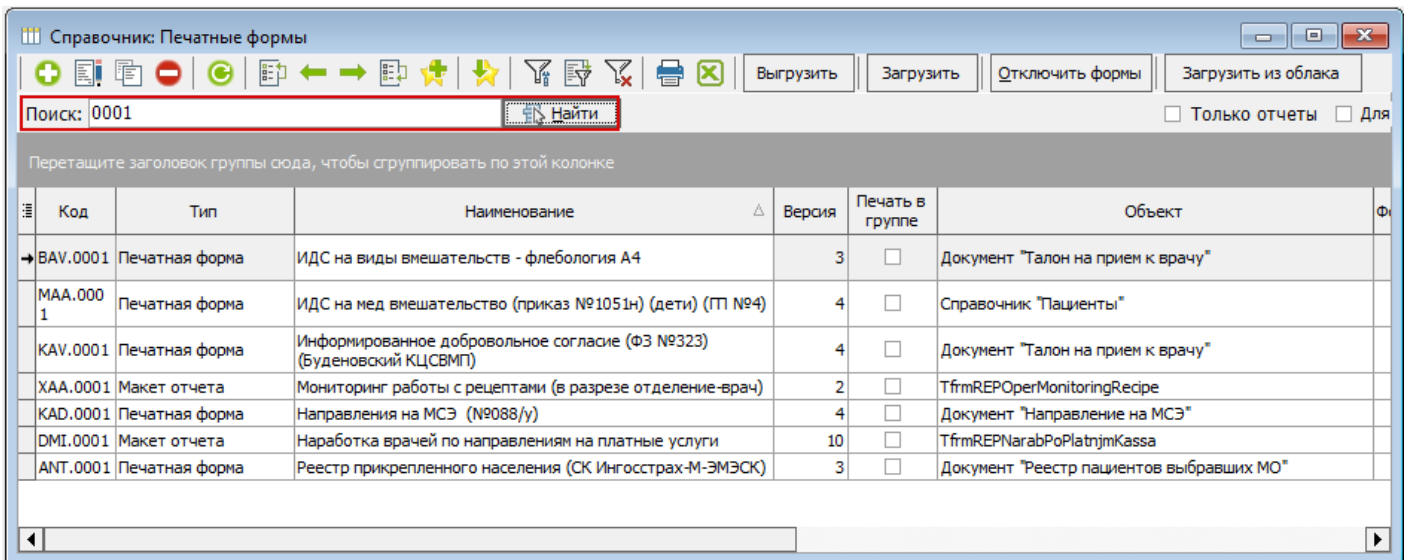 Справочник: Печатные формы
Выгрузить Загрузить Отключить формы Загрузить из облака
Поиск: 0001 Найти Только отчеты Для
Перетащите заголовок группы сюда, чтобы сгруппировать по этой колонке
Код Тип Наименование Версия Печать в группе Объект
BAV.0001 Печатная форма ИДС на виды вмешательств - флебология А4 3 Документ "Талон на прием к врачу"
MAA.0001 Печатная форма ИДС на мед вмешательство (приказ №1051н) (дети) (ГП №4) 4 Справочник "Пациенты"
KAV.0001 Печатная форма Информированное добровольное согласие (ФЗ №323) (Буденовский КЦСВМП) 4 Документ "Талон на прием к врачу"
XAA.0001 Макет отчета Мониторинг работы с рецептами (в разрезе отделение-врач) 2 TfrmREPOperMonitoringRecipe
KAD.0001 Печатная форма Направления на МСЭ (№088/у) 4 Документ "Направление на МСЭ"
DMI.0001 Макет отчета Наработка врачей по направлениям на платные услуги 10 TfrmREPNarabPoPlatnjmKassa
ANT.0001 Печатная форма Реестр прикрепленного населения (СК Ингосстрах-М-ЭМЭСК) 3 Документ "Реестр пациентов выбравших МО"